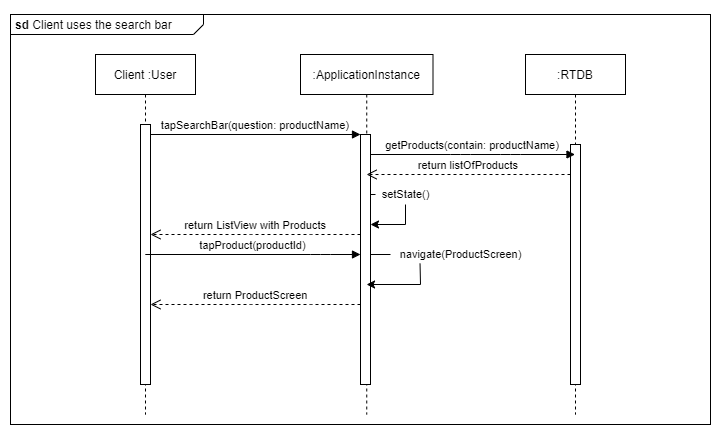 sd Client uses the search bar
Client :User
:ApplicationInstance
:RTDB
tapSearchBar(question: productName)
getProducts(contain: productName)
return listOfProducts
setState()
return ListView with Products
tapProduct(productId)
navigate(ProductScreen)
return ProductScreen